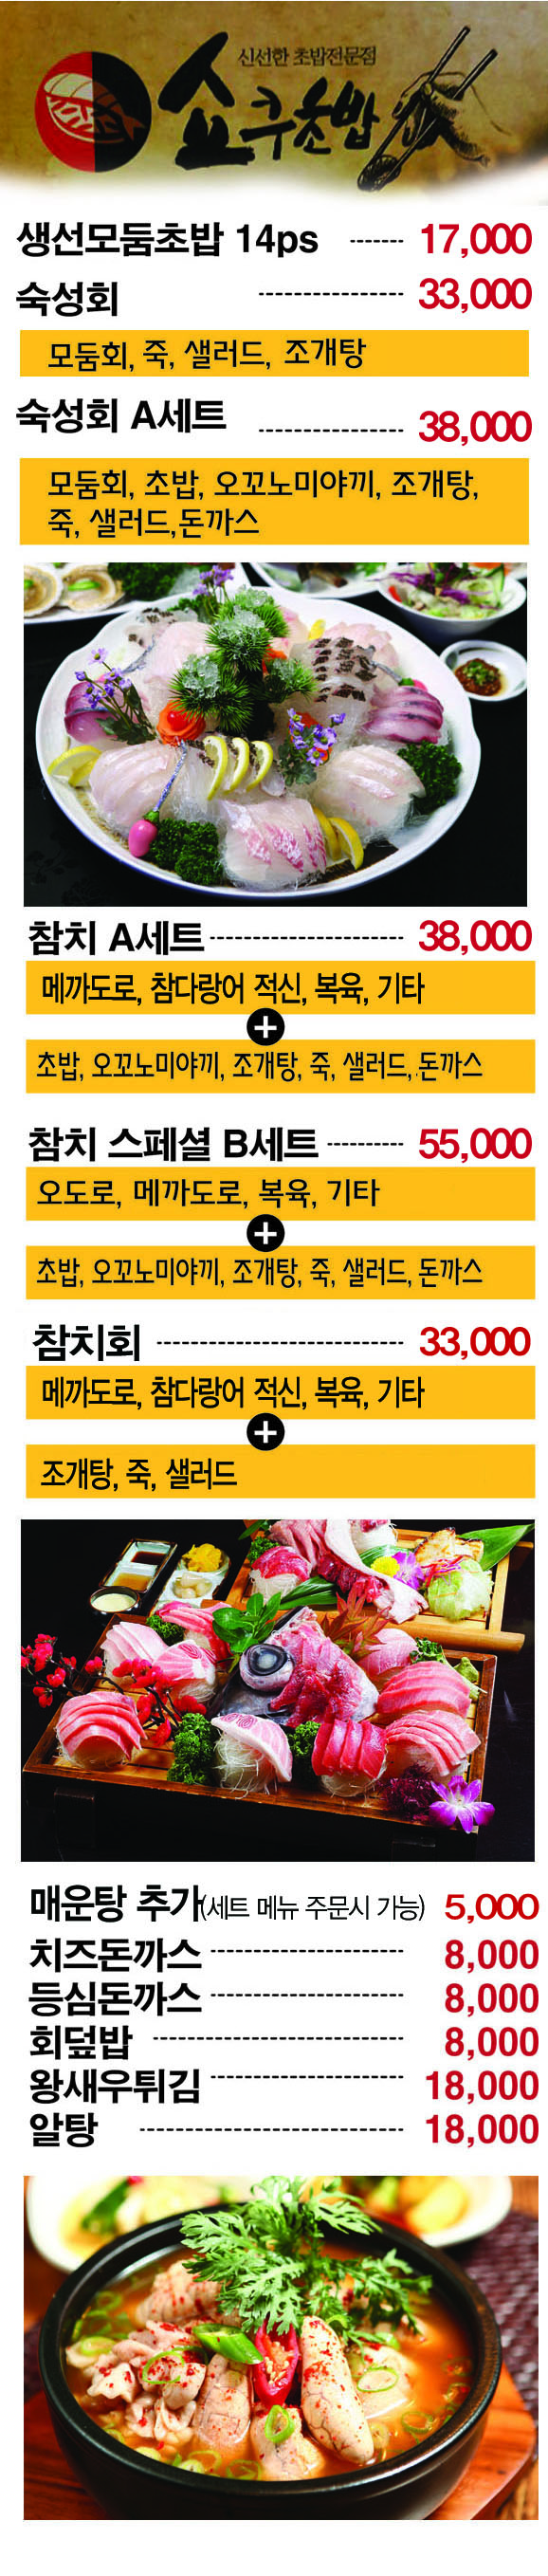 신선한 초밥전문점
쇼쿠초밥
생선모둠초밥 14ps ------- 17,000
숙성회 ---------------- 33,000
모둠회, 죽, 샐러드, 조개탕
숙성회 A세트 ---------------- 38,000
모둠회, 초밥, 오꼬노미야끼, 조개탕,
죽, 샐러드,돈까스
참치 A세트 ---------------------- 38,000
메까도로, 참다랑어 적신, 복육, 기타
+
초밥, 오꼬노미야끼, 조개탕, 죽, 샐러드, 돈까스
참치 스페셜 B세트 --------- 55,000
오도로, 메까도로, 복육, 기타
+
초밥, 오꼬노미야끼, 조개탕, 죽, 샐러드, 돈까스
참치회 ---------------------------- 33,000
메까도로, 참다랑어 적신, 복육, 기타
+
조개탕, 죽, 샐러드
매운탕 추가(세트 메뉴 주문시 가능) 5,000
치즈돈까스 ---------------------- 8,000
등심돈까스 ---------------------- 8,000
회덮밥 ---------------------------- 8,000
왕새우튀김 ---------------------- 18,000
알탕 ------------------------------ 18,000